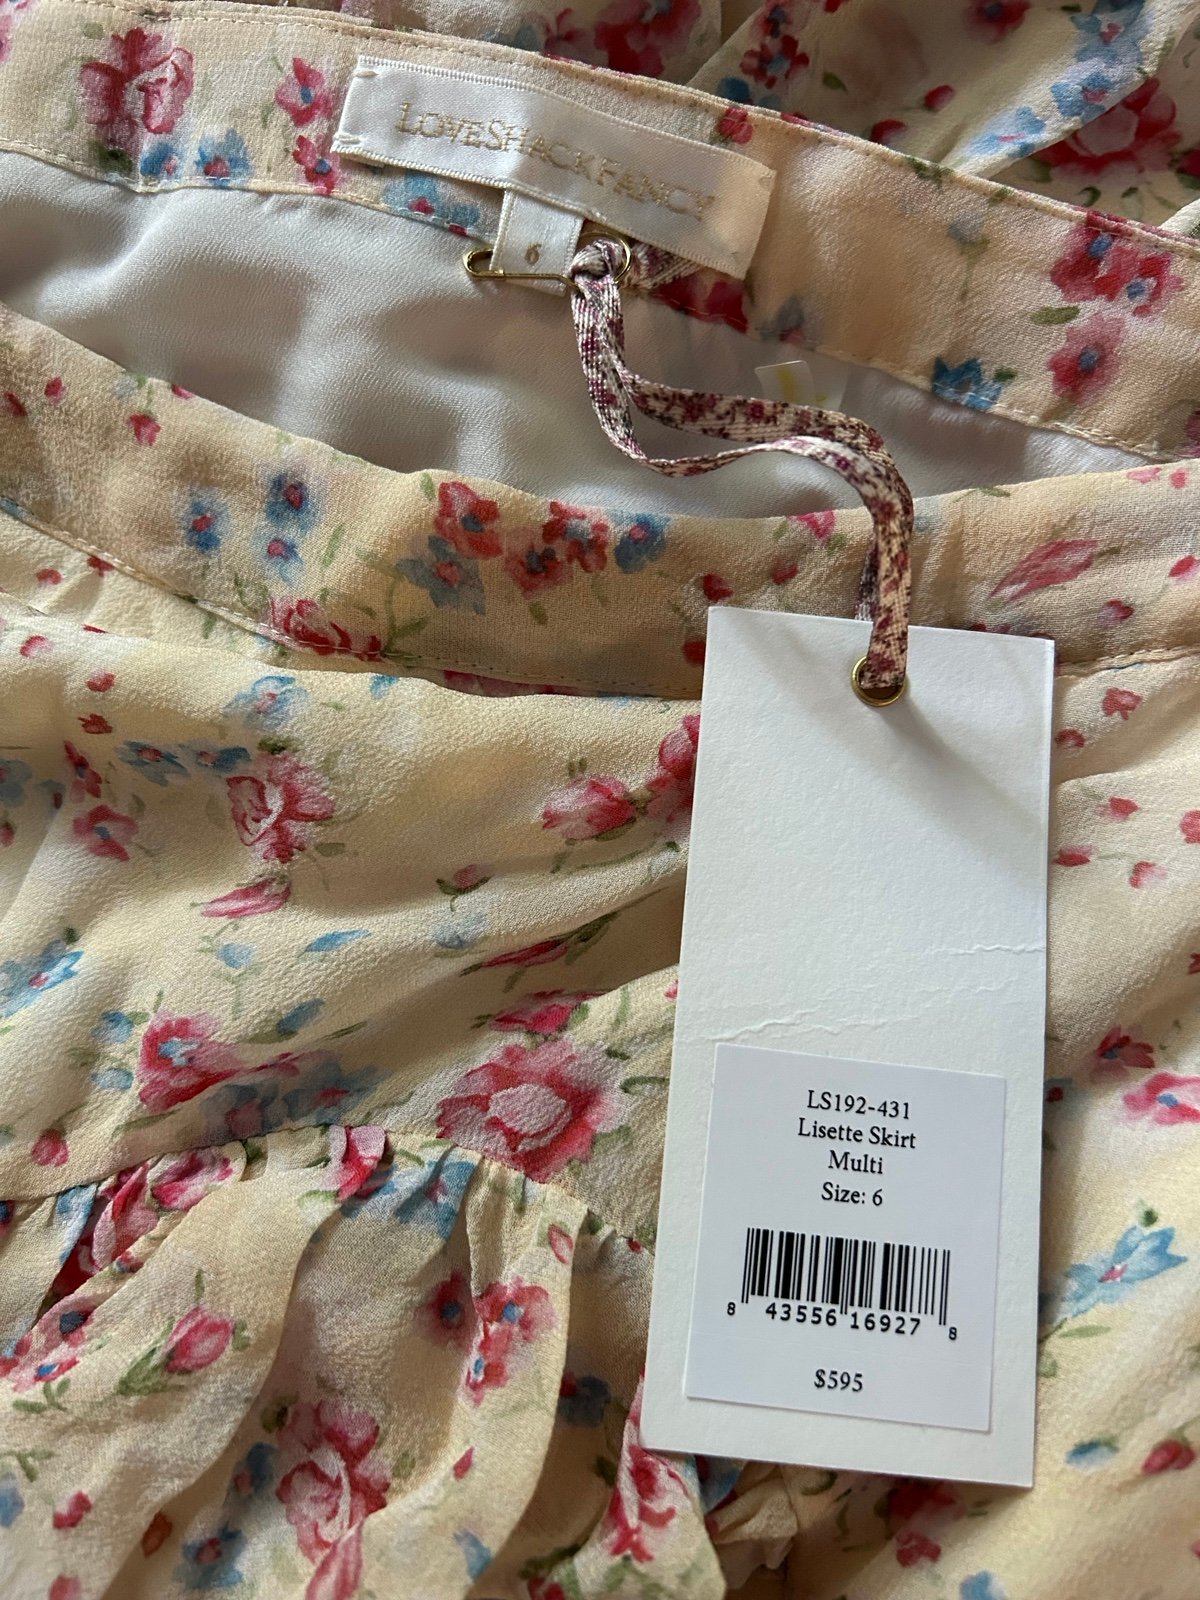 LOVESHACKFANCY
6
LS192-431
Lisette Skirt
Multi
Size: 6
8 43556 16927 8
$595